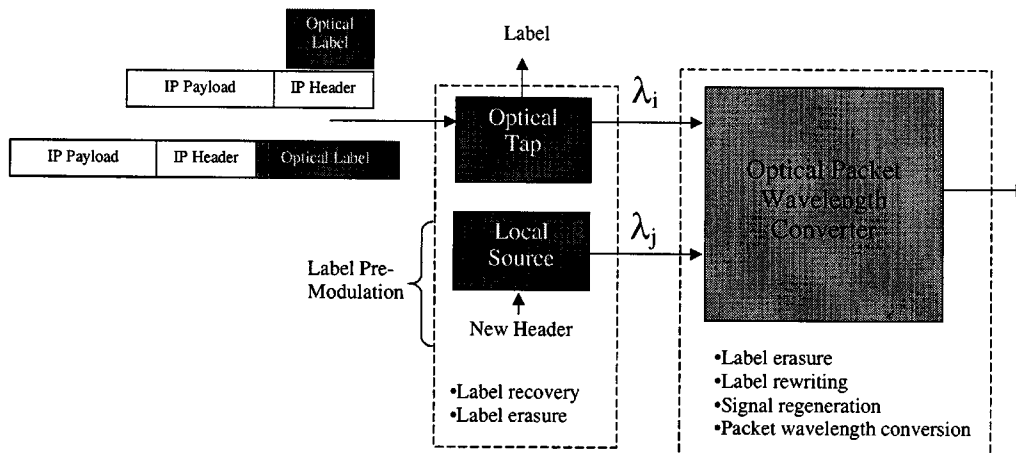 Optical
Label
IP Payload IP Header
IP Payload IP Header Optical Label
Label
Optical
Tap
λi
Optical Packet
Wavelength
Converter
Local
Source
λj
Label Pre-
Modulation
New Header
•Label recovery
•Label erasure
•Label erasure
•Label rewriting
•Signal regeneration
•Packet wavelength conversion